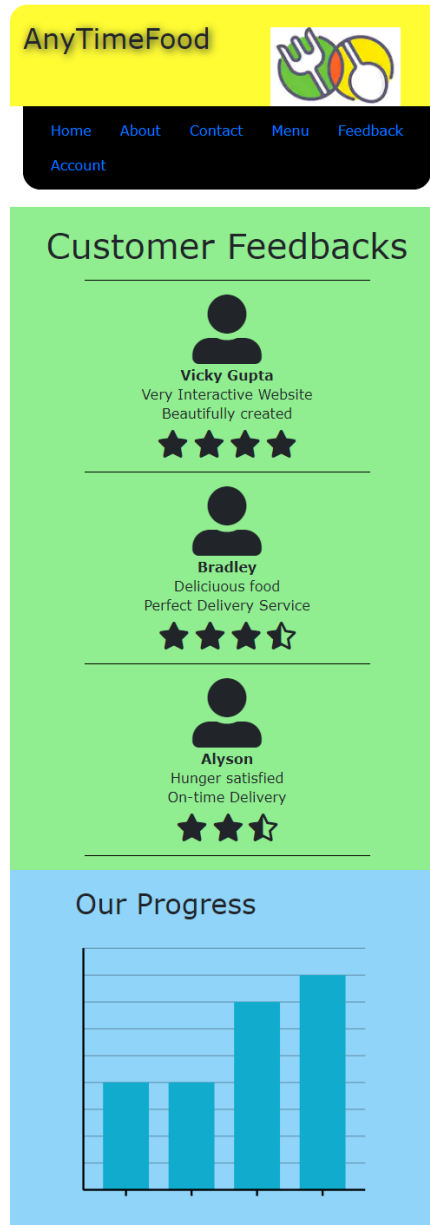 AnyTimeFood
Home About Contact Menu Feedback
Account
Customer Feedbacks
Vicky Gupta
Very Interactive Website
Beautifully created
Bradley
Deliciuous food
Perfect Delivery Service
Alyson
Hunger satisfied
On-time Delivery
Our Progress